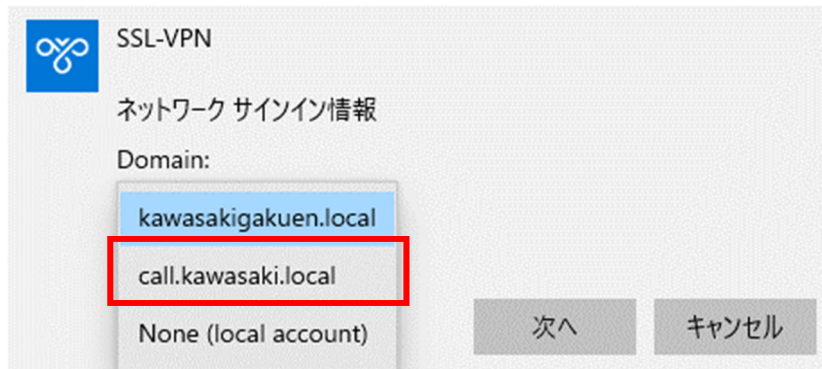 SSL-VPN
ネットワーク サインイン情報
Domain:
kawasakigakuen.local
call.kawasaki.local
None (local account)
次へ
キャンセル